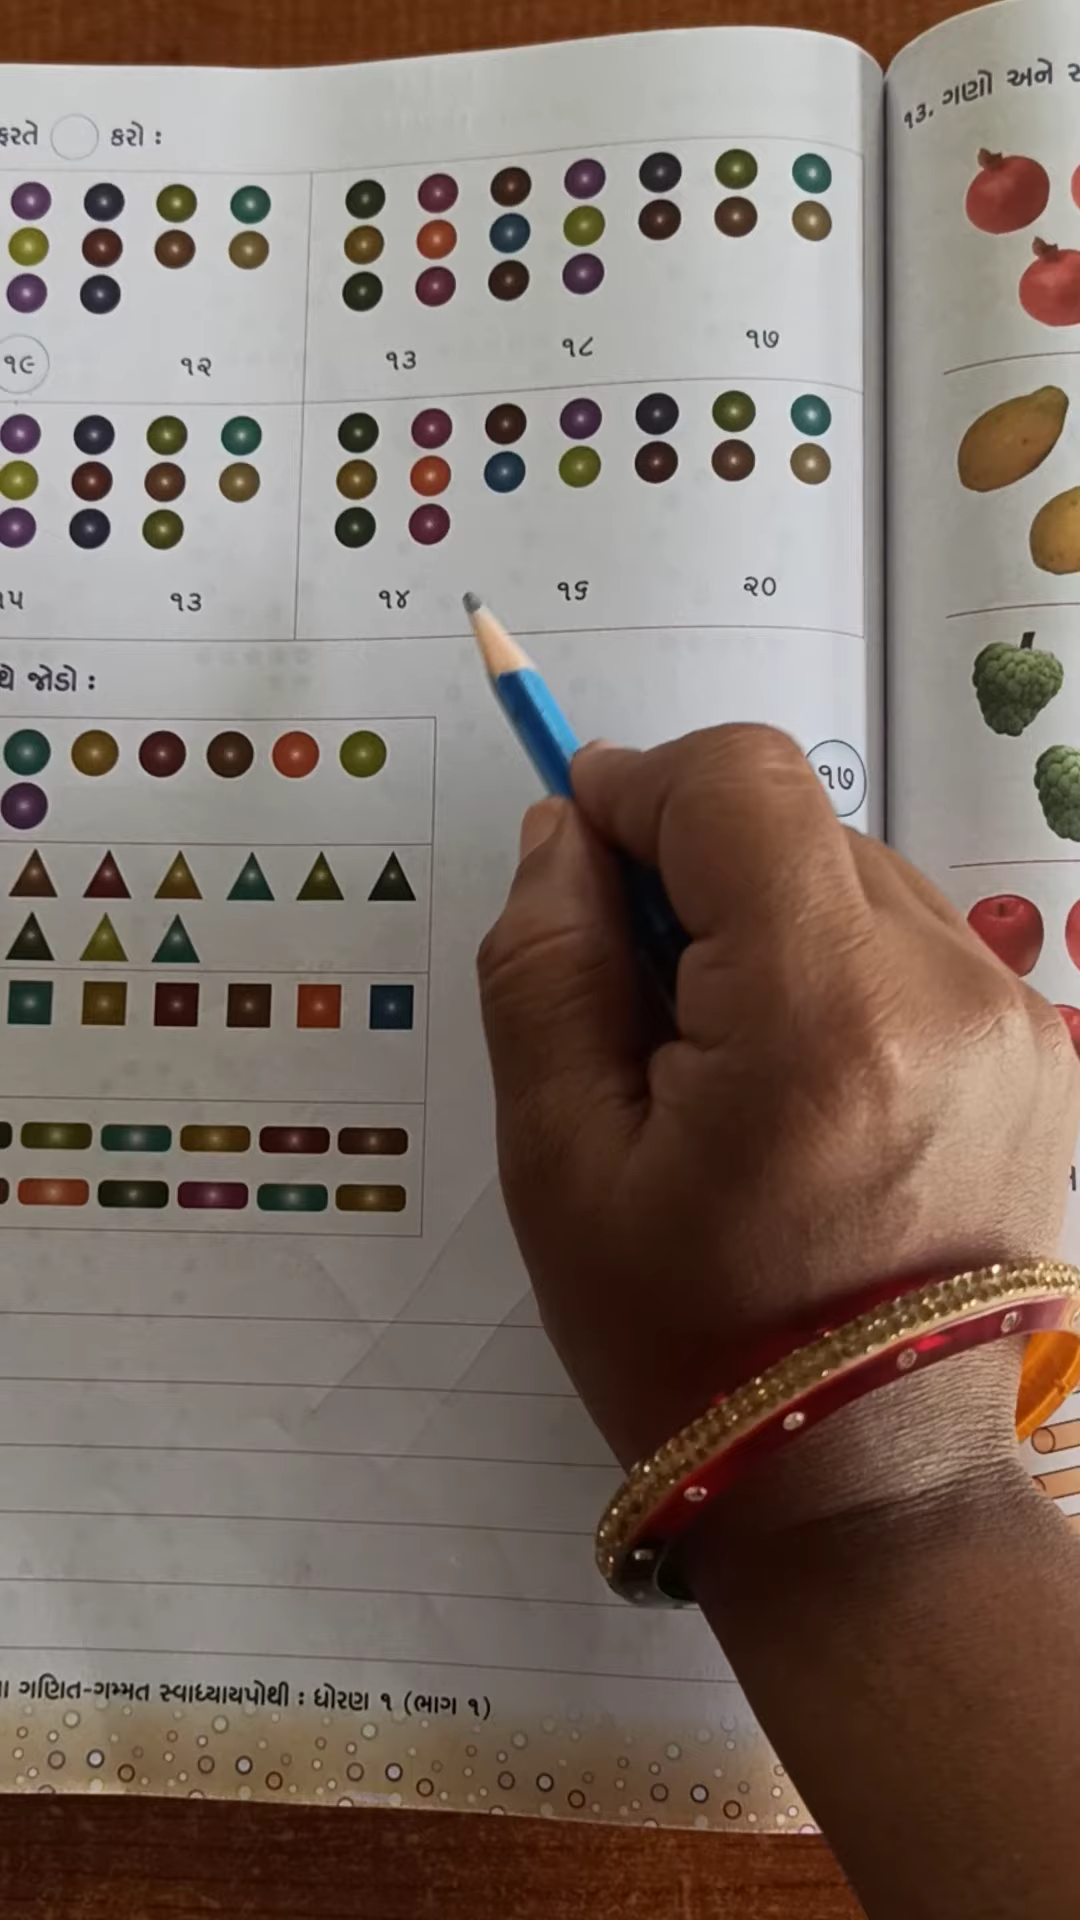 કરો :
૧૩. ગણો અને
૧૯ ૧૨ ૧૩ ૧૮ ૧૭
૧૫ ૧૩ ૧૪ ૧૬ ૨૦
જોડો :
૧૭
ગણિત-ગમ્મત સ્વાધ્યાયપોથી : ધોરણ ૧ (ભાગ ૧)